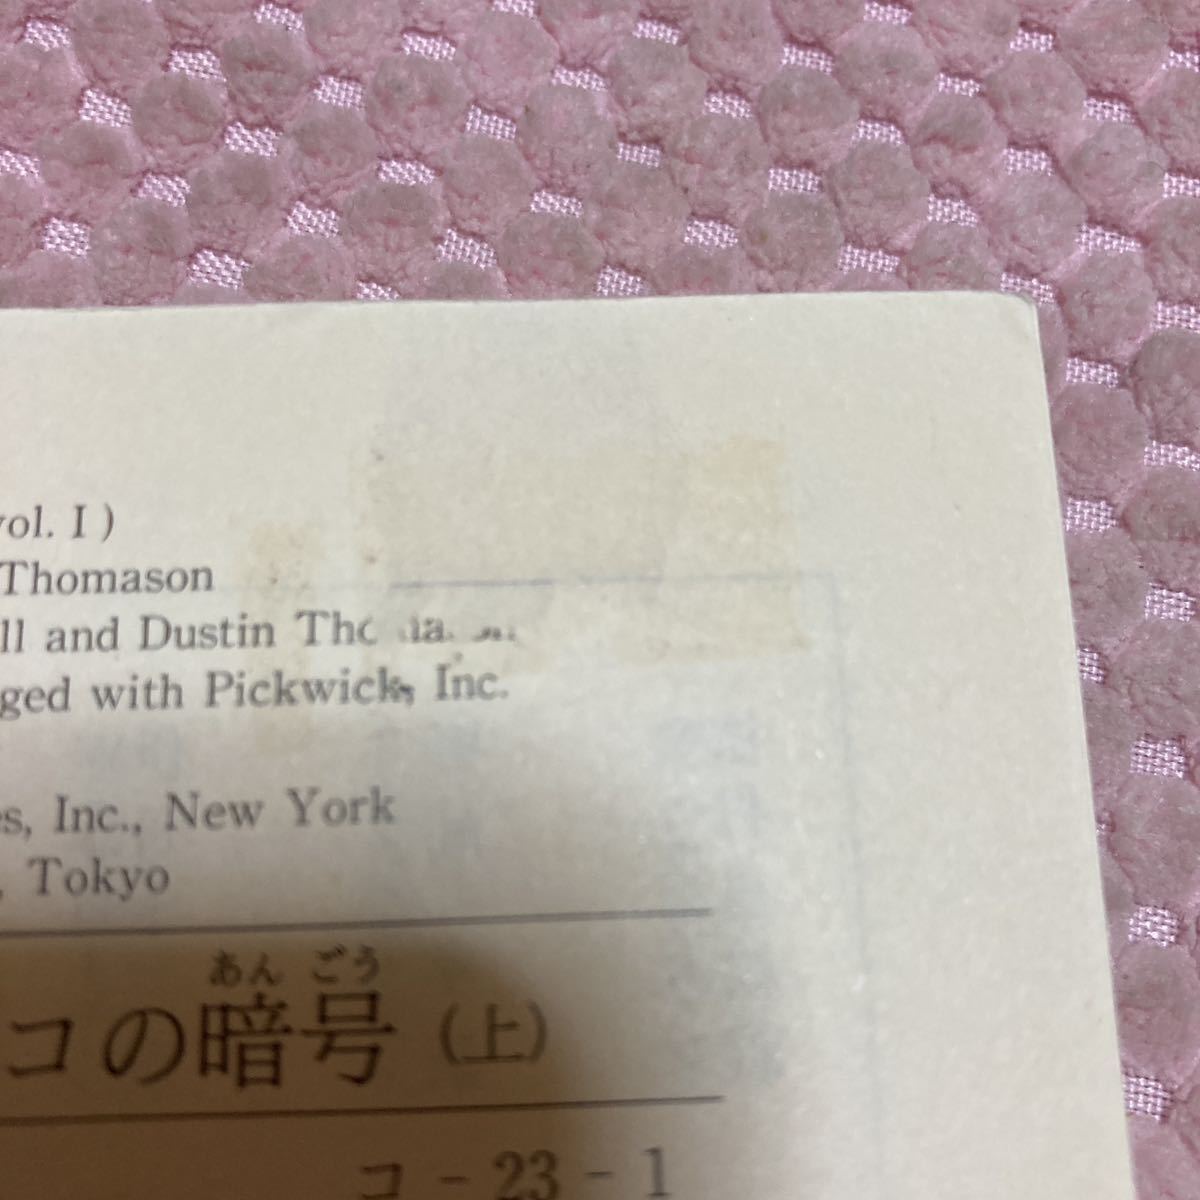 vol. I )
Thomason
ll and Dustin Tho ma
ged with Pickwick, Inc.
es, Inc., New York
, Tokyo
あん ごう
コの暗号(上)
コ - 23 - 1